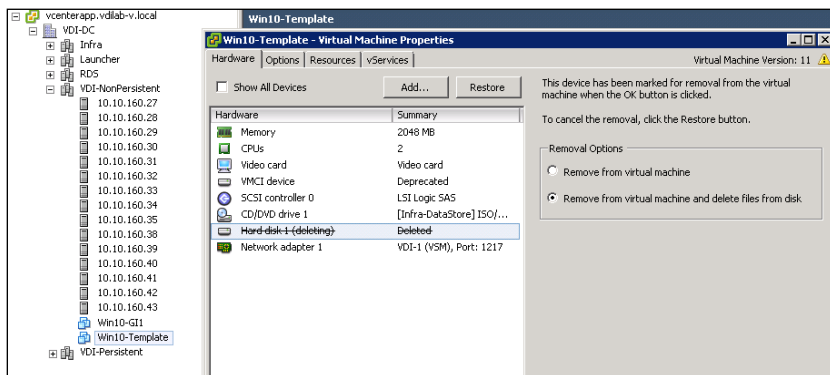 vcenterapp.vdilab-v.local
VDI-DC
Infra
Launcher
RDS
VDI-NonPersistent
10.10.160.27
10.10.160.28
10.10.160.29
10.10.160.30
10.10.160.31
10.10.160.32
10.10.160.33
10.10.160.34
10.10.160.35
10.10.160.38
10.10.160.39
10.10.160.40
10.10.160.41
10.10.160.42
10.10.160.43
Win10-GI1
Win10-Template
VDI-Persistent
Win10-Template
Win10-Template - Virtual Machine Properties
Hardware Options Resources vServices Virtual Machine Version: 11
Show All Devices Add... Restore
Hardware Summary
Memory 2048 MB
CPUs 2
Video card Video card
VMCI device Deprecated
SCSI controller 0 LSI Logic SAS
CD/DVD drive 1 [Infra-DataStore] ISO/...
Hard disk 1 (deleting) Deleted
Network adapter 1 VDI-1 (VSM), Port: 1217
This device has been marked for removal from the virtual
machine when the OK button is clicked.
To cancel the removal, click the Restore button.
Removal Options
Remove from virtual machine
Remove from virtual machine and delete files from disk